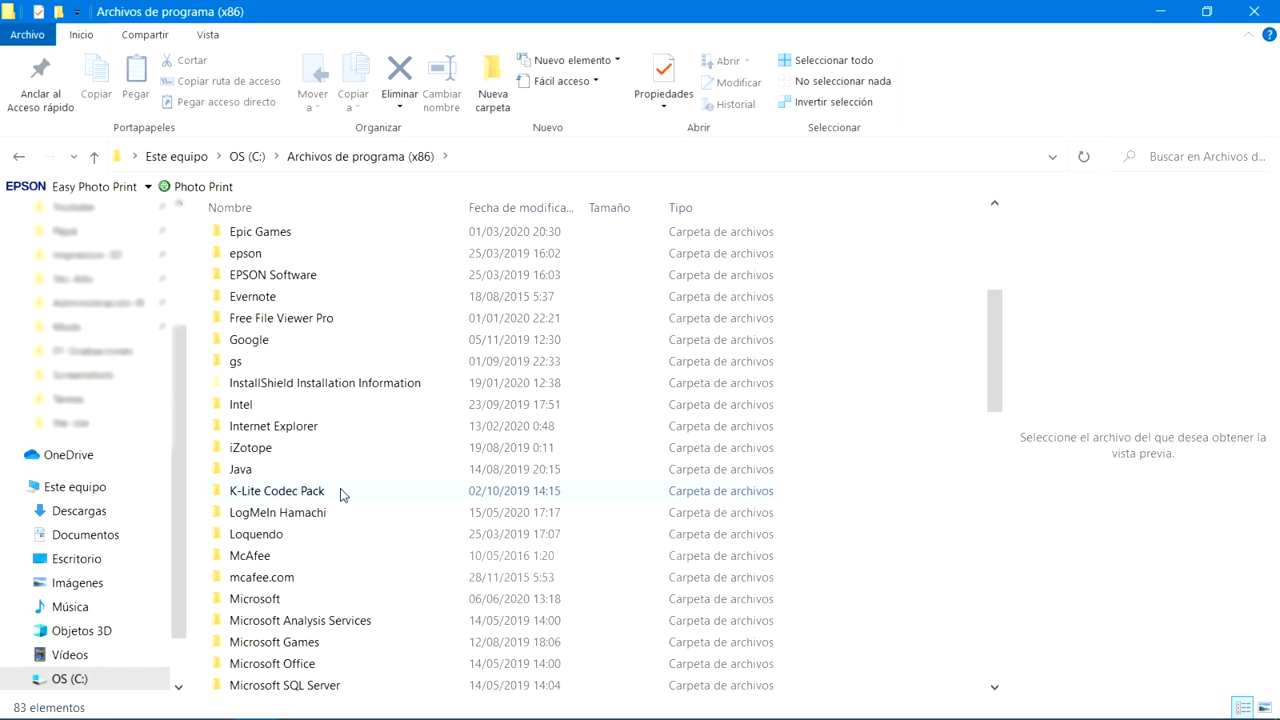 Archivos de programa (x86)
Archivo Inicio Compartir Vista
Anclar al Acceso rápido
Copiar
Pegar
Cortar
Copiar ruta de acceso
Pegar acceso directo
Portapapeles
Mover a
Copiar a
Eliminar
Cambiar nombre
Organizar
Nueva carpeta
Nuevo elemento
Fácil acceso
Nuevo
Propiedades
Abrir
Modificar
Historial
Abrir
Seleccionar todo
No seleccionar nada
Invertir selección
Seleccionar
Este equipo > OS (C:) > Archivos de programa (x86) >
Buscar en Archivos d...
EPSON Easy Photo Print Photo Print
Nombre Fecha de modifica... Tamaño Tipo
Epic Games 01/03/2020 20:30 Carpeta de archivos
epson 25/03/2019 16:02 Carpeta de archivos
EPSON Software 25/03/2019 16:03 Carpeta de archivos
Evernote 18/08/2015 5:37 Carpeta de archivos
Free File Viewer Pro 01/01/2020 22:21 Carpeta de archivos
Google 05/11/2019 12:30 Carpeta de archivos
gs 01/09/2019 22:33 Carpeta de archivos
InstallShield Installation Information 19/01/2020 12:38 Carpeta de archivos
Intel 23/09/2019 17:51 Carpeta de archivos
Internet Explorer 13/02/2020 0:48 Carpeta de archivos
iZotope 19/08/2019 0:11 Carpeta de archivos
Java 14/08/2019 20:15 Carpeta de archivos
K-Lite Codec Pack 02/10/2019 14:15 Carpeta de archivos
LogMeIn Hamachi 15/05/2020 17:17 Carpeta de archivos
Loquendo 25/03/2019 17:07 Carpeta de archivos
McAfee 10/05/2016 1:20 Carpeta de archivos
mcafee.com 28/11/2015 5:53 Carpeta de archivos
Microsoft 06/06/2020 13:18 Carpeta de archivos
Microsoft Analysis Services 14/05/2019 14:00 Carpeta de archivos
Microsoft Games 12/08/2019 18:06 Carpeta de archivos
Microsoft Office 14/05/2019 14:00 Carpeta de archivos
Microsoft SQL Server 14/05/2019 14:04 Carpeta de archivos
OneDrive
Este equipo
Descargas
Documentos
Escritorio
Imágenes
Música
Objetos 3D
Vídeos
OS (C:)
Seleccione el archivo del que desea obtener la
vista previa.
83 elementos